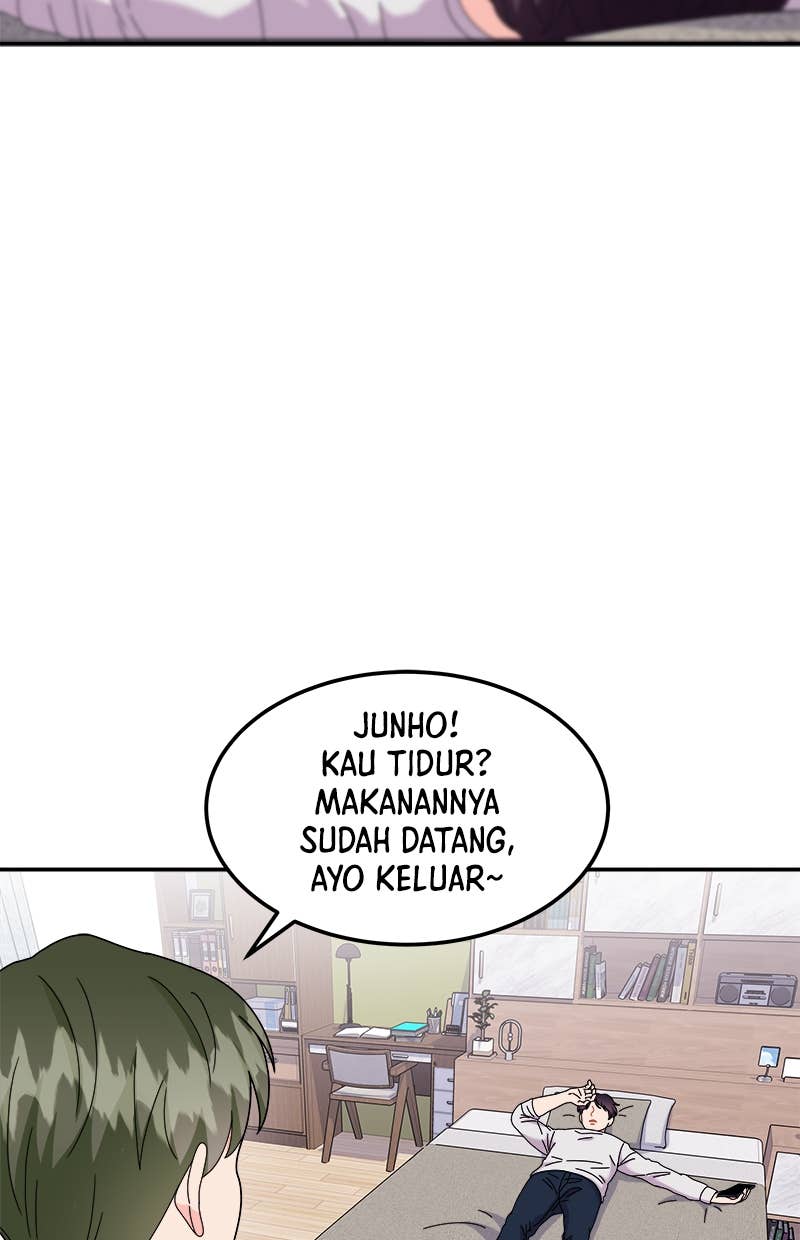 JUNHO!
KAU TIDUR?
MAKANANNYA
SUDAH DATANG,
AYO KELUAR~